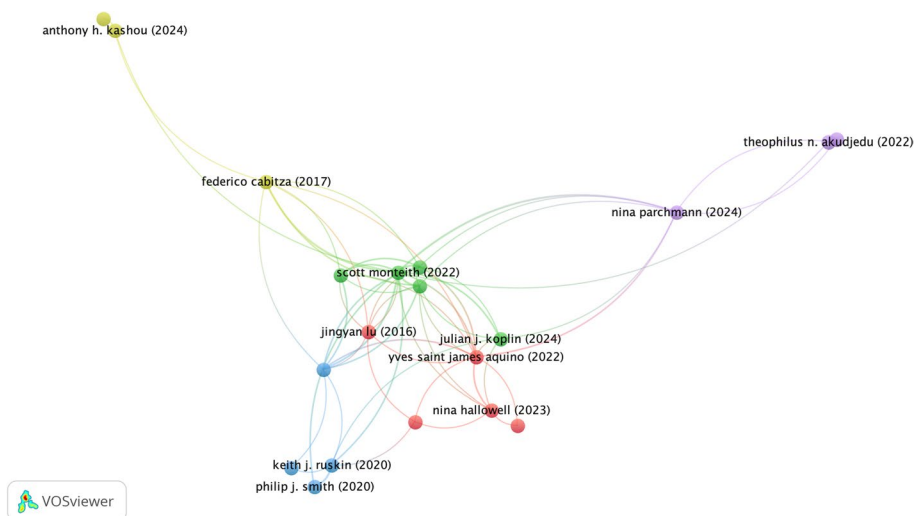 anthony h. kashou (2024)
theophilus n. akudjedu (2022)
federico cabitza (2017)
nina parchmann (2024)
scott monteith (2022)
jingyan lu (2016)
julian j. koplin (2024)
yves saint james aquino (2022)
nina hallowell (2023)
keith j. ruskin (2020)
philip j. smith (2020)
VOSviewer